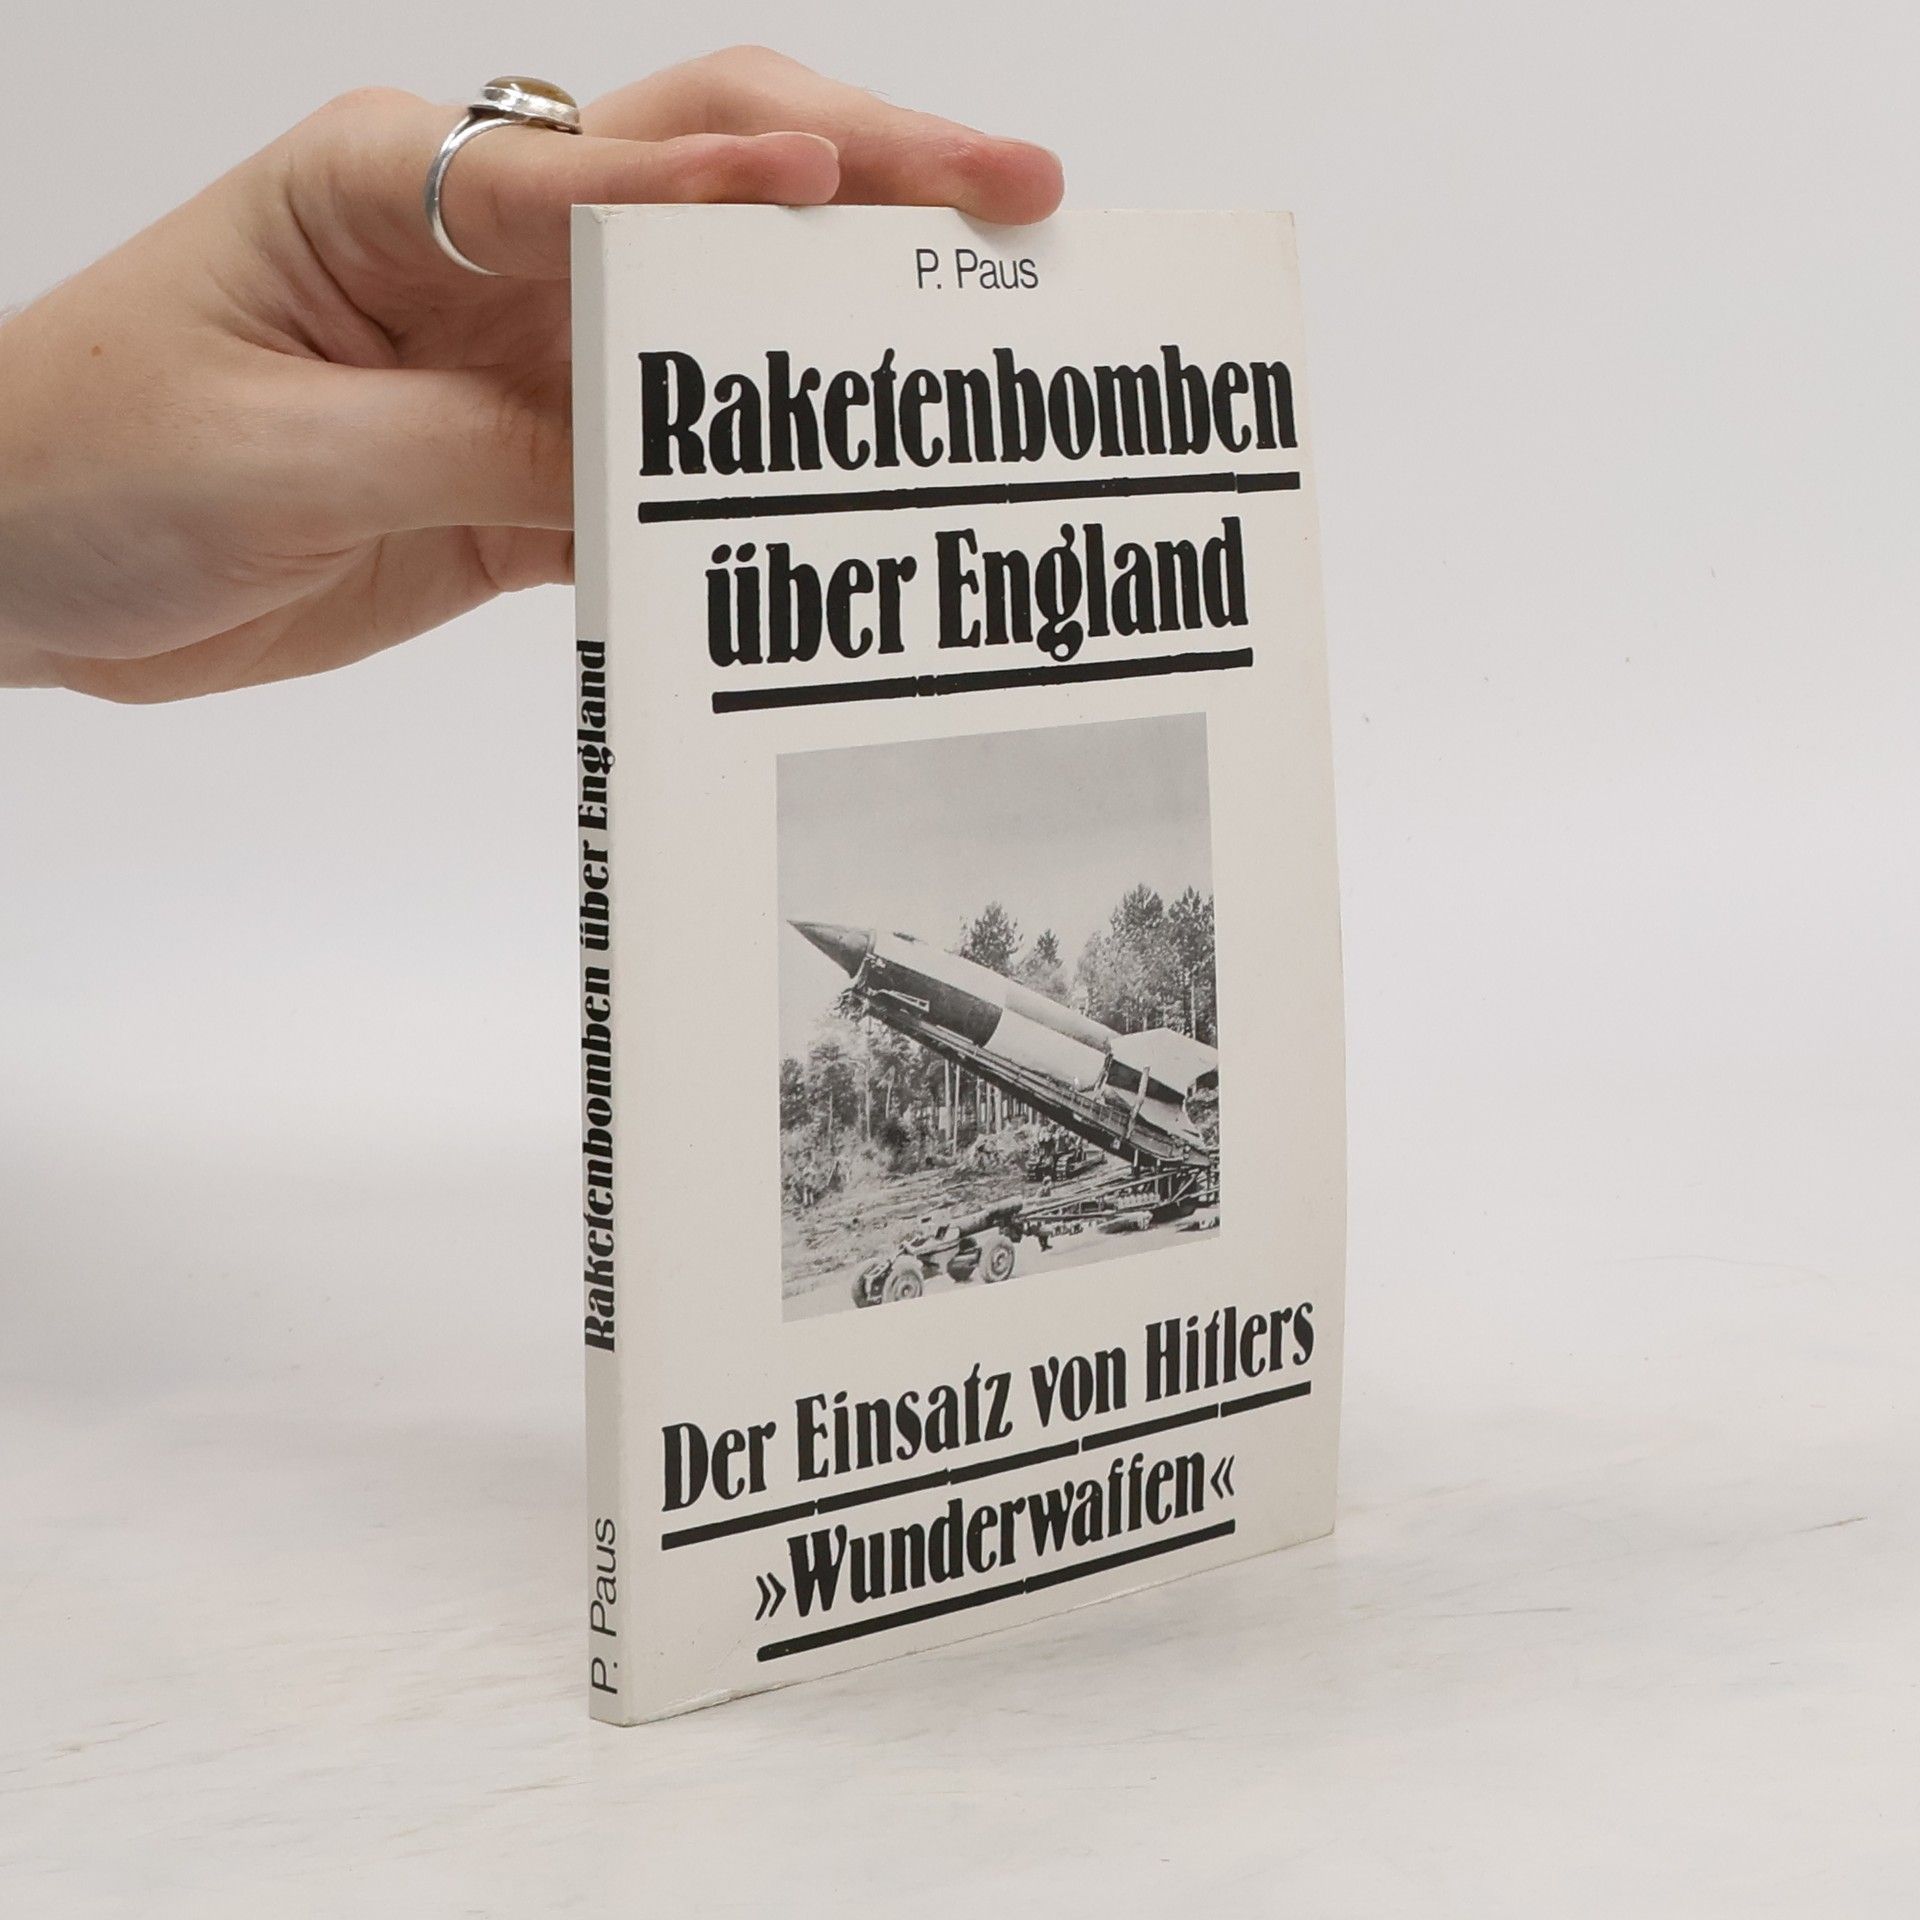 P. Paus
Raketenbomben
über England
Der Einsatz von Hitlers
»Wunderwaffen«
P. Paus Raketenbomben über England